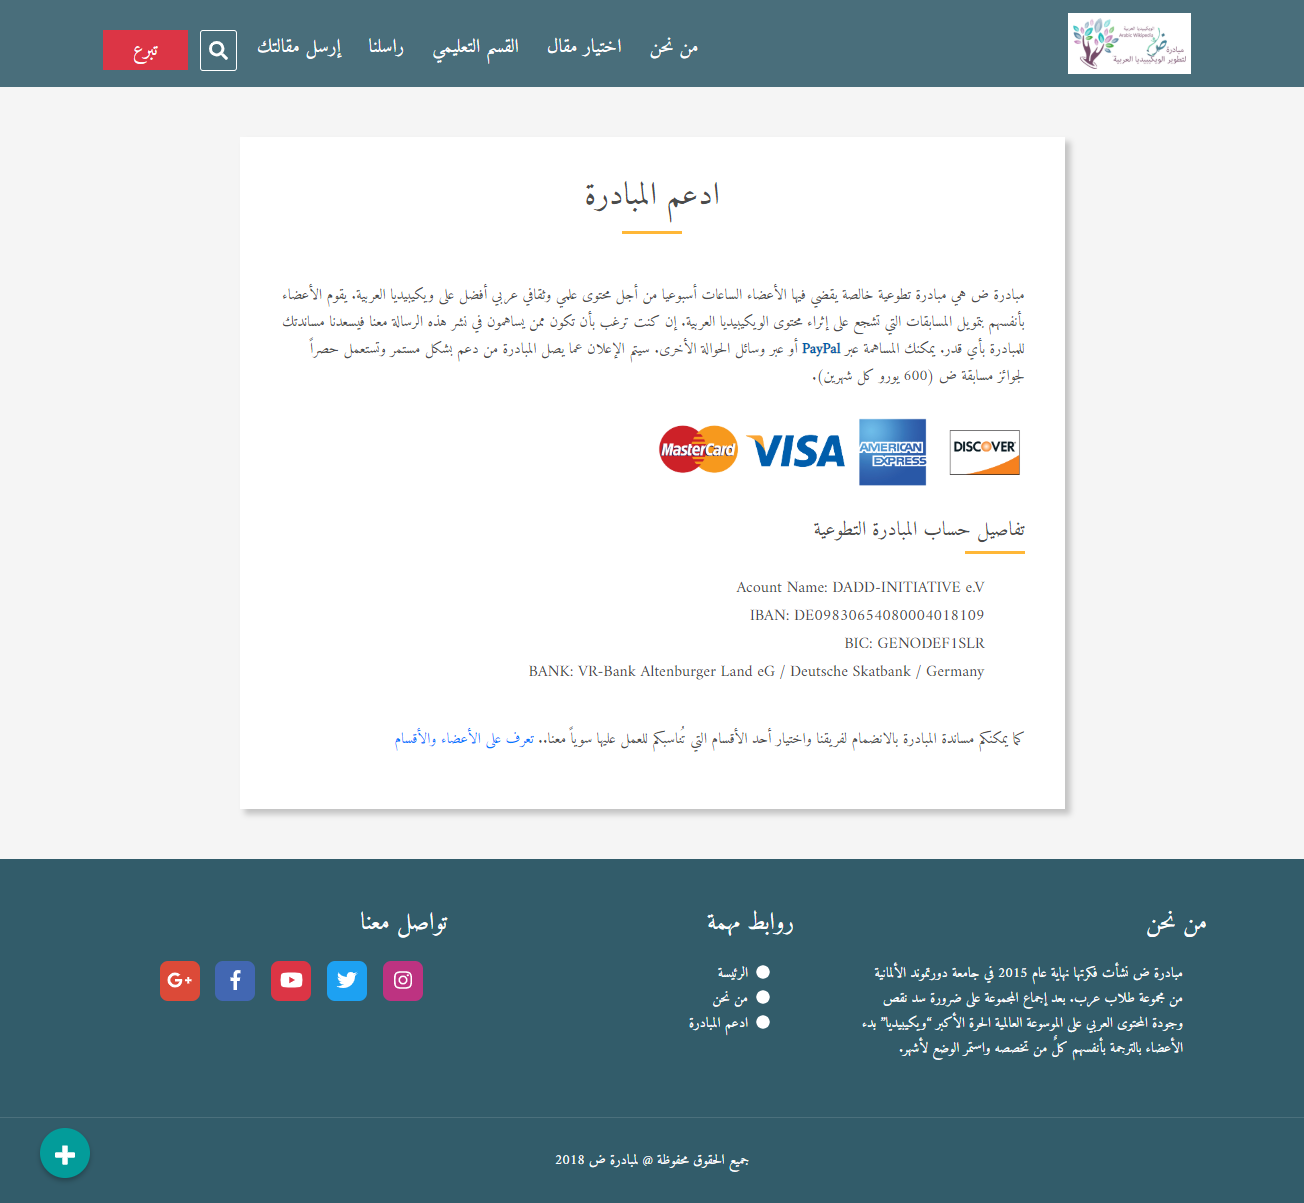 ويكيبيديا العربية
Arabic Wikipedia
مبادرة ض
لتطوير الويكيبيديا العربية
من نحن
اختيار مقال
القسم التعليمي
راسلنا
إرسل مقالتك
تبرع
ادعم المبادرة
مبادرة ض هي مبادرة تطوعية خالصة يقضي فيها الأعضاء الساعات أسبوعيا من أجل محتوى علمي وثقافي عربي أفضل على ويكيبيديا العربية. يقوم الأعضاء
بأنفسهم بتمويل المسابقات التي تشجع على إثراء محتوى الويكيبيديا العربية. إن كنت ترغب بأن تكون ممن يساهمون في نشر هذه الرسالة معنا فيسعدنا مساندتك
للمبادرة بأي قدر. يمكنك المساهمة عبر PayPal أو عبر وسائل الحوالة الأخرى. سيتم الإعلان عما يصل المبادرة من دعم بشكل مستمر وتستعمل حصراً
لجوائز مسابقة ض (600 يورو كل شهرين).
MasterCard
VISA
AMERICAN EXPRESS
DISCOVER
تفاصيل حساب المبادرة التطوعية
Acount Name: DADD-INITIATIVE e.V
IBAN: DE09830654080004018109
BIC: GENODEF1SLR
BANK: VR-Bank Altenburger Land eG / Deutsche Skatbank / Germany
كما يمكنكم مساندة المبادرة بالانضمام لفريقنا واختيار أحد الأقسام التي تُناسبكم للعمل عليها سوياً معنا.. تعرف على الأعضاء والأقسام
من نحن
مبادرة ض نشأت فكرتها نهاية عام 2015 في جامعة دورتموند الألمانية
من مجموعة طلاب عرب. بعد إجماع المجموعة على ضرورة سد نقص
وجودة المحتوى العربي على الموسوعة العالمية الحرة الأكبر “ويكيبيديا” بدء
الأعضاء بالترجمة بأنفسهم كلٌ من تخصصه واستمر الوضع لأشهر.
روابط مهمة
الرئيسة
من نحن
ادعم المبادرة
تواصل معنا
جميع الحقوق محفوظة @ لمبادرة ض 2018